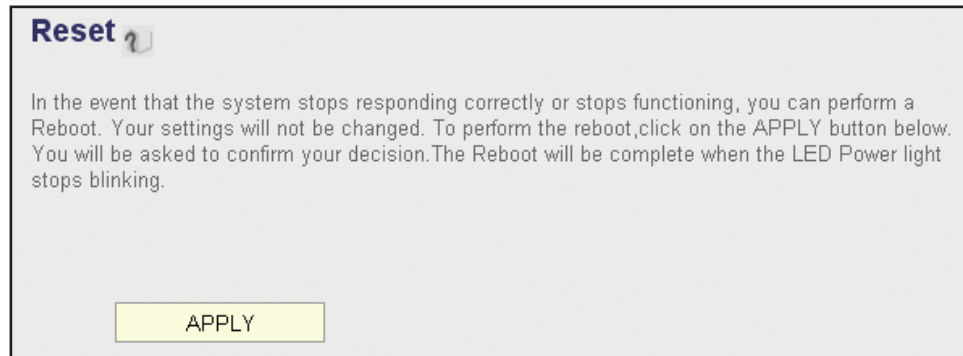 Reset
In the event that the system stops responding correctly or stops functioning, you can perform a
Reboot. Your settings will not be changed. To perform the reboot,click on the APPLY button below.
You will be asked to confirm your decision.The Reboot will be complete when the LED Power light
stops blinking.
APPLY